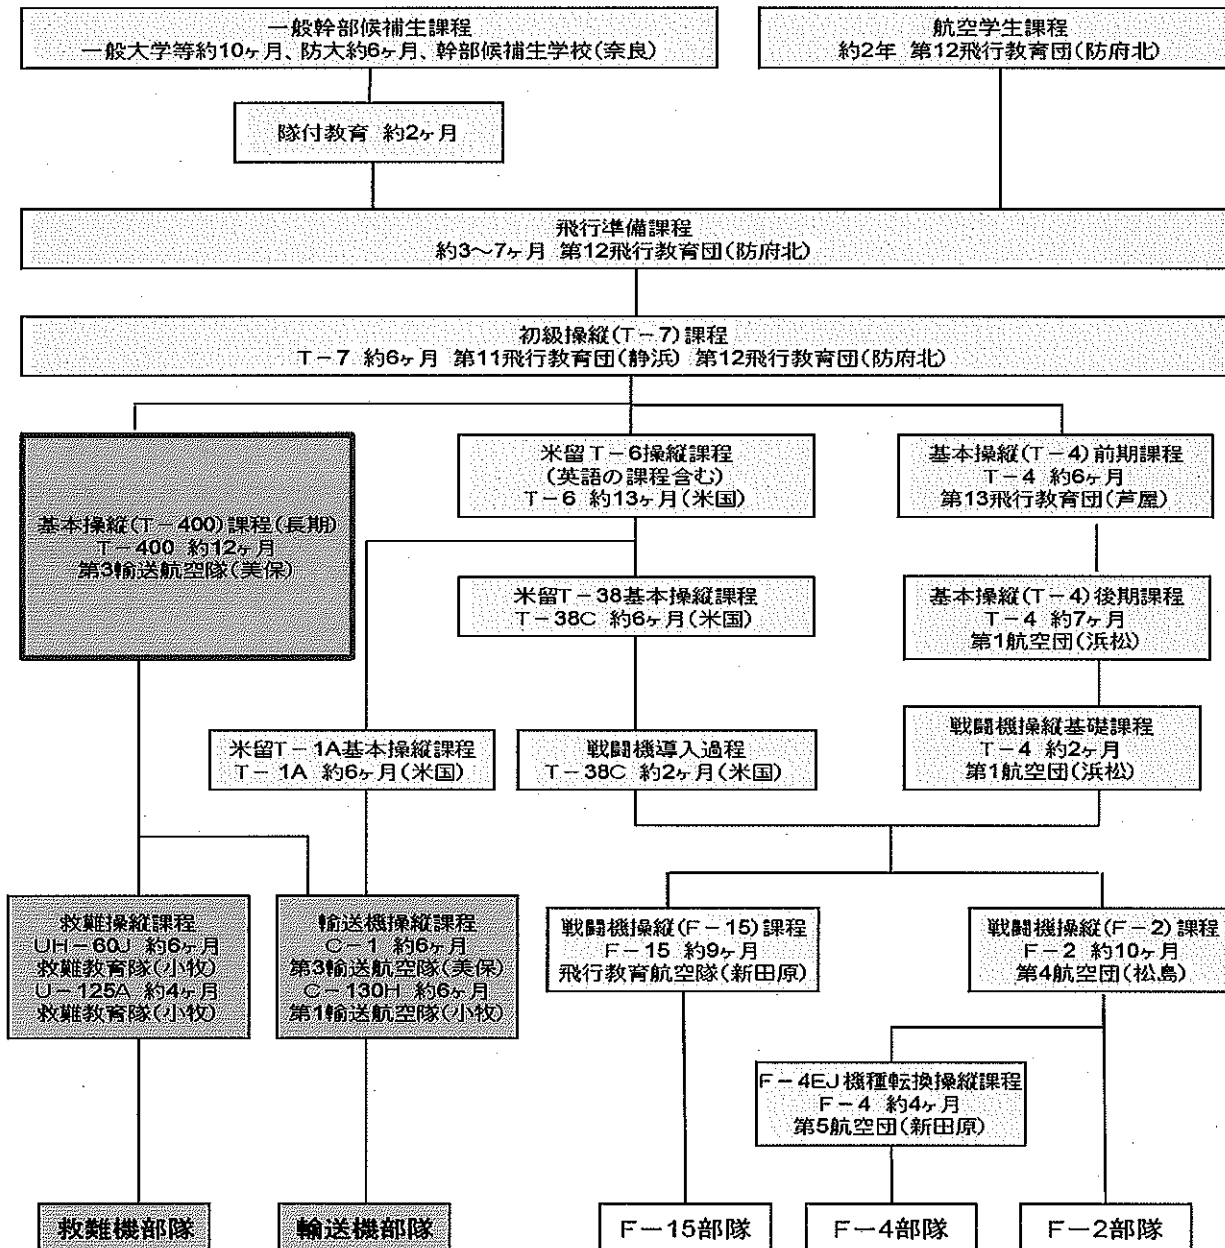 一般幹部候補生課程
一般大学等約10ヶ月、防大約6ヶ月、幹部候補生学校(奈良)
航空学生課程
約2年 第12飛行教育団(防府北)
隊付教育 約2ヶ月
飛行準備課程
約3～7ヶ月 第12飛行教育団(防府北)
初級操縦(T-7)課程
T-7 約6ヶ月 第11飛行教育団(静浜) 第12飛行教育団(防府北)
基本操縦(T-400)課程(長期)
T-400 約12ヶ月
第3輸送航空隊(美保)
米留T-6操縦課程
(英語の課程含む)
T-6 約13ヶ月(米国)
基本操縦(T-4)前期課程
T-4 約6ヶ月
第13飛行教育団(芦屋)
米留T-38基本操縦課程
T-38C 約6ヶ月(米国)
基本操縦(T-4)後期課程
T-4 約7ヶ月
第1航空団(浜松)
米留T-1A基本操縦課程
T-1A 約6ヶ月(米国)
戦闘機導入過程
T-38C 約2ヶ月(米国)
戦闘機操縦基礎課程
T-4 約2ヶ月
第1航空団(浜松)
救難操縦課程
UH-60J 約6ヶ月
救難教育隊(小牧)
U-125A 約4ヶ月
救難教育隊(小牧)
輸送機操縦課程
C-1 約6ヶ月
第3輸送航空隊(美保)
C-130H 約6ヶ月
第1輸送航空隊(小牧)
戦闘機操縦(F-15)課程
F-15 約9ヶ月
飛行教育航空隊(新田原)
戦闘機操縦(F-2)課程
F-2 約10ヶ月
第4航空団(松島)
F-4EJ機種転換操縦課程
F-4 約4ヶ月
第5航空団(新田原)
救難機部隊
輸送機部隊
F-15部隊
F-4部隊
F-2部隊